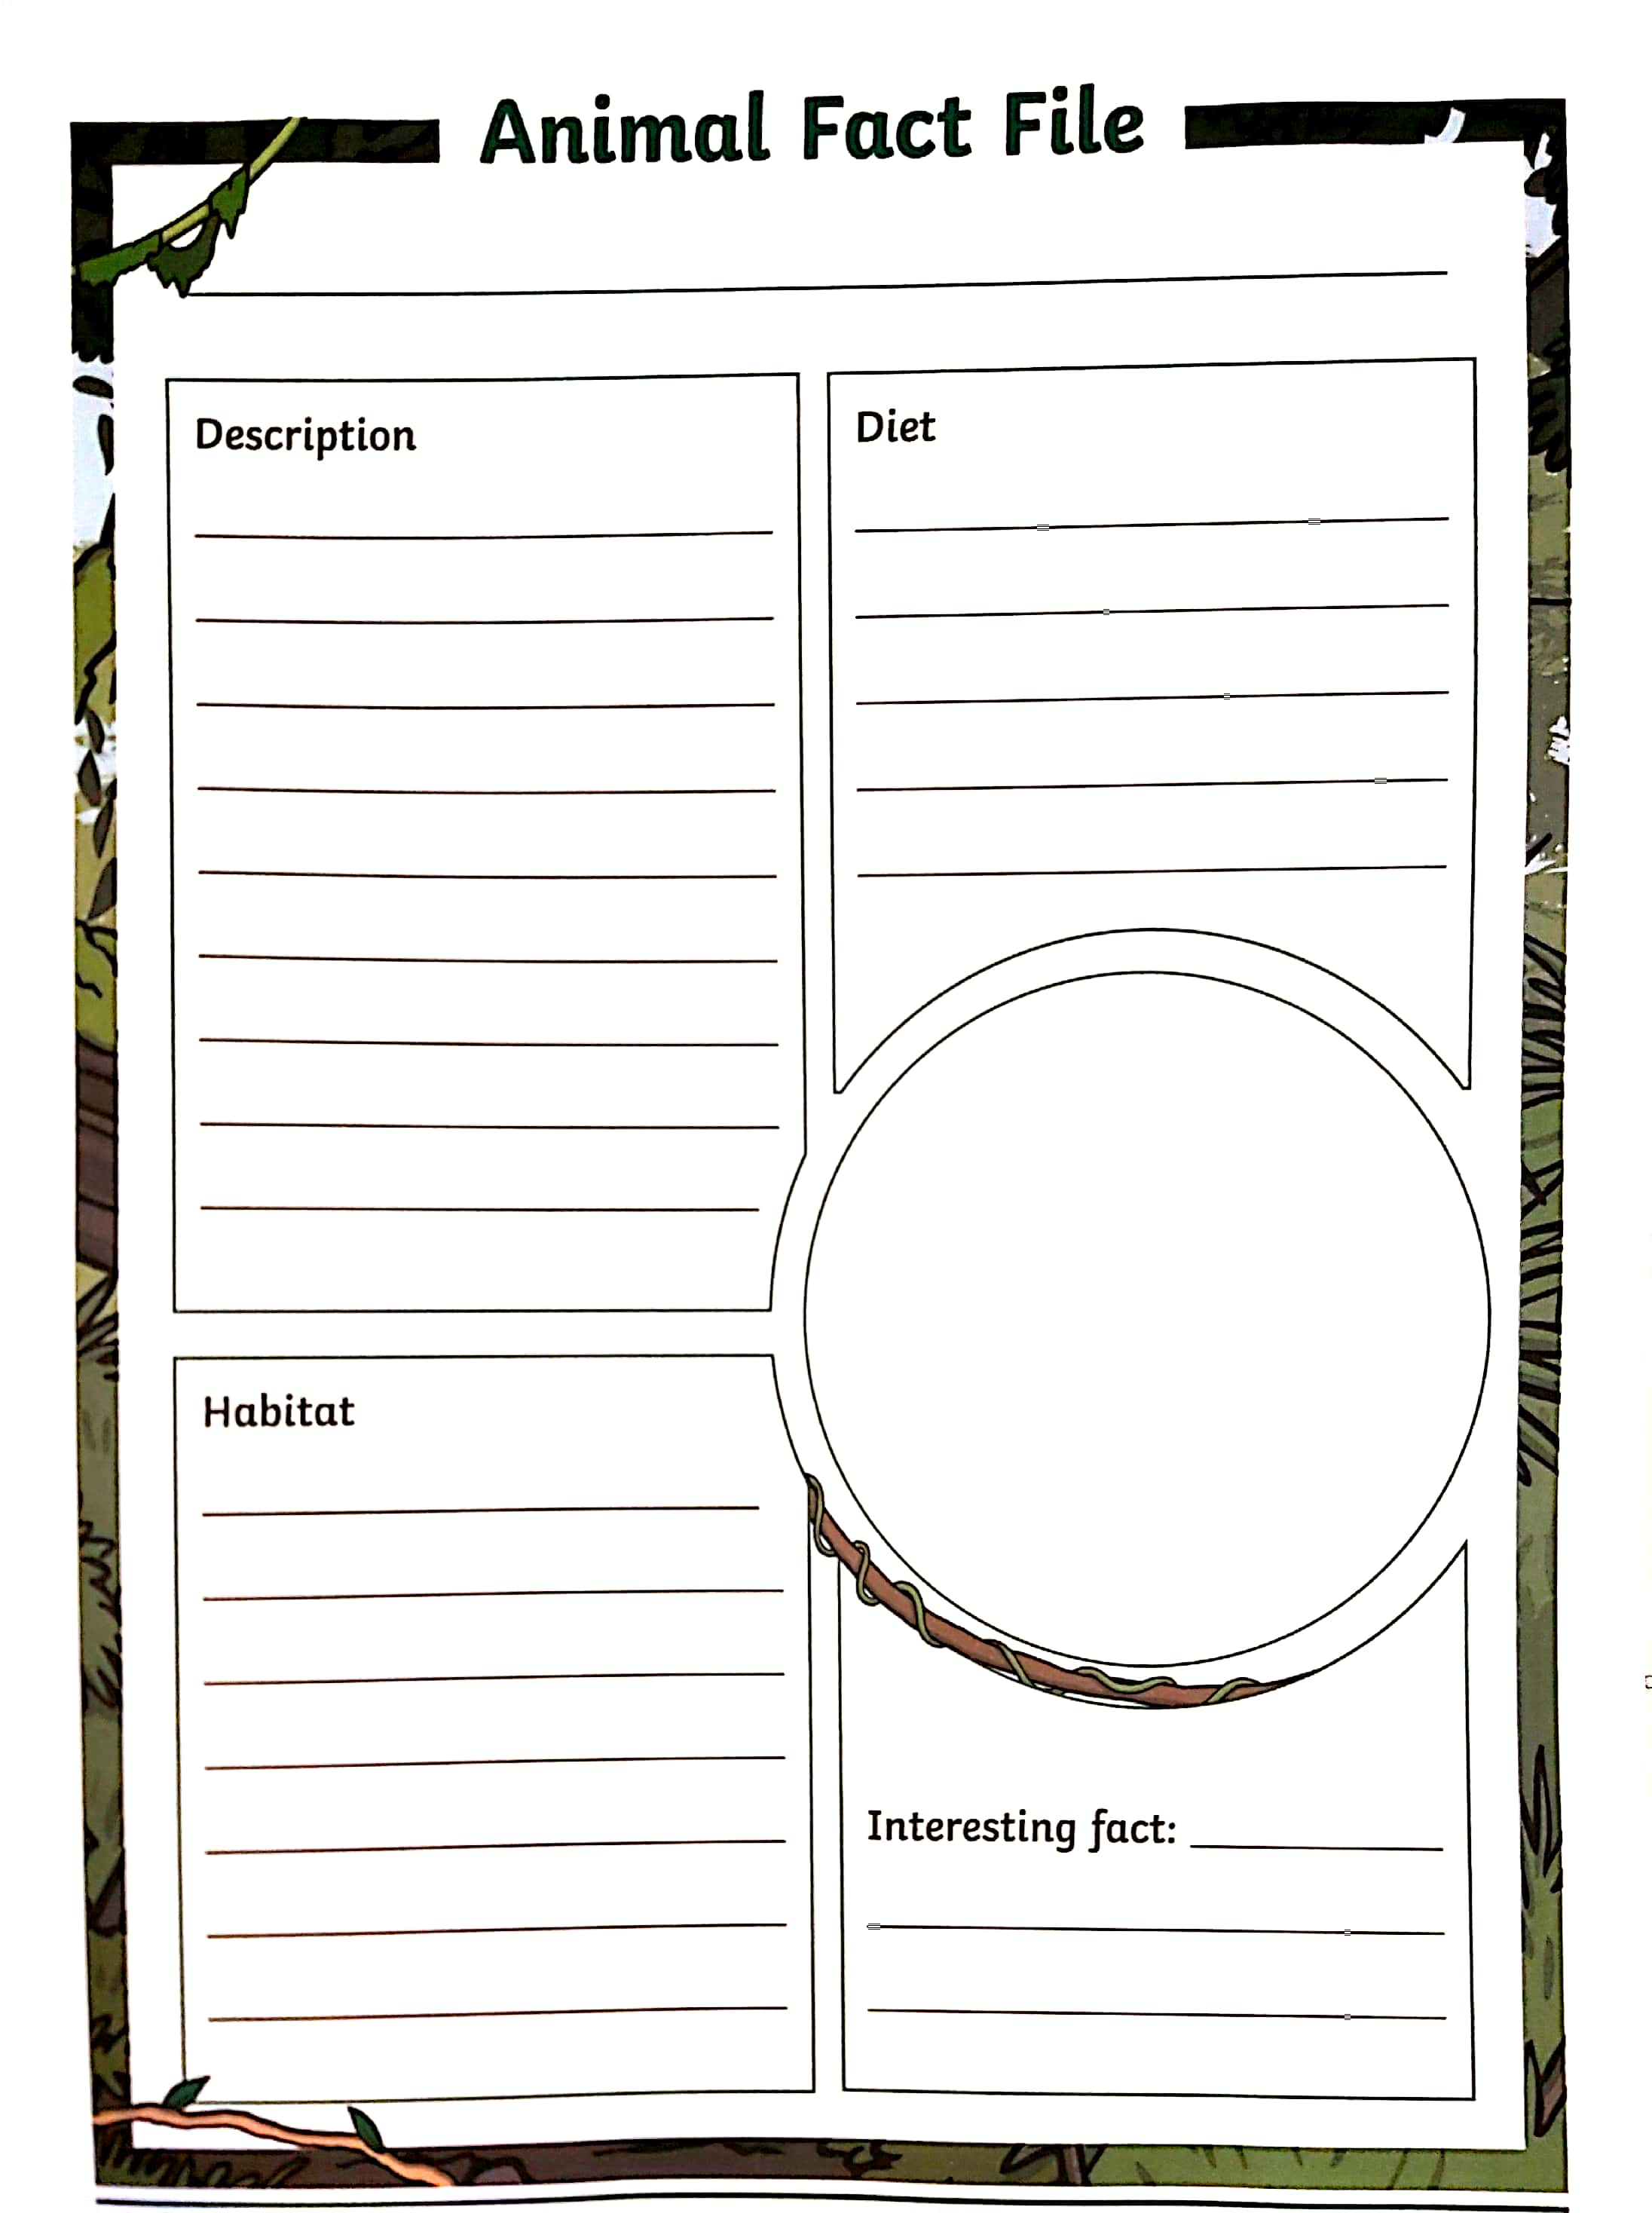 Animal Fact File
Description
Diet
Habitat
Interesting fact: